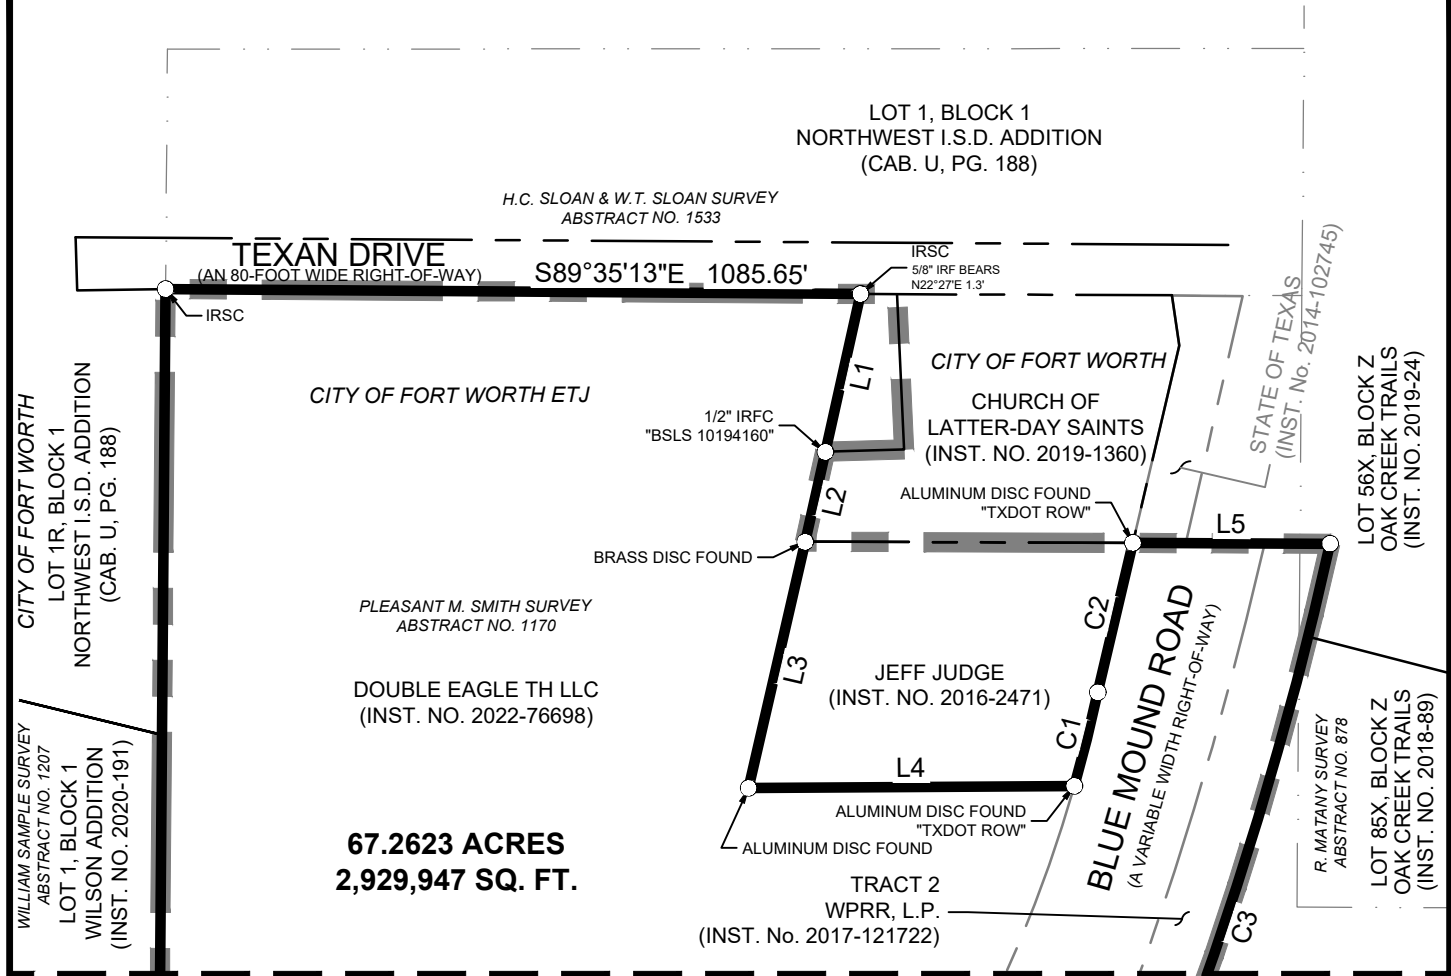 LOT 1, BLOCK 1
NORTHWEST I.S.D. ADDITION
(CAB. U, PG. 188)
H.C. SLOAN & W.T. SLOAN SURVEY
ABSTRACT NO. 1533
TEXAN DRIVE
(AN 80-FOOT WIDE RIGHT-OF-WAY)
S89°35'13"E 1085.65'
IRSC
5/8" IRF BEARS
N22°27'E 1.3'
IRSC
STATE OF TEXAS
(INST. No. 2014-102745)
CITY OF FORT WORTH ETJ
L1
CITY OF FORT WORTH
CHURCH OF
LATTER-DAY SAINTS
(INST. NO. 2019-1360)
1/2" IRFC
"BSLS 10194160"
CITY OF FORT WORTH
LOT 1R, BLOCK 1
NORTHWEST I.S.D. ADDITION
(CAB. U, PG. 188)
LOT 56X, BLOCK Z
OAK CREEK TRAILS
(INST. NO. 2019-24)
L2
ALUMINUM DISC FOUND
"TXDOT ROW"
L5
BRASS DISC FOUND
PLEASANT M. SMITH SURVEY
ABSTRACT NO. 1170
C2
L3
JEFF JUDGE
(INST. NO. 2016-2471)
DOUBLE EAGLE TH LLC
(INST. NO. 2022-76698)
C1
BLUE MOUND ROAD
(A VARIABLE WIDTH RIGHT-OF-WAY)
L4
WILLIAM SAMPLE SURVEY
ABSTRACT NO. 1207
LOT 1, BLOCK 1
WILSON ADDITION
(INST. NO. 2020-191)
R. MATANY SURVEY
ABSTRACT NO. 878
LOT 85X, BLOCK Z
OAK CREEK TRAILS
(INST. NO. 2018-89)
ALUMINUM DISC FOUND
"TXDOT ROW"
ALUMINUM DISC FOUND
67.2623 ACRES
2,929,947 SQ. FT.
TRACT 2
WPRR, L.P.
(INST. No. 2017-121722)
C3